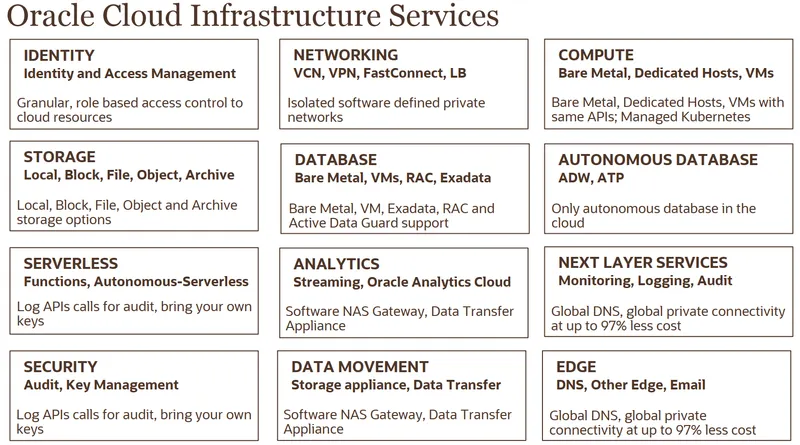 Oracle Cloud Infrastructure Services
IDENTITY
Identity and Access Management
Granular, role based access control to
cloud resources
NETWORKING
VCN, VPN, FastConnect, LB
Isolated software defined private
networks
COMPUTE
Bare Metal, Dedicated Hosts, VMs
Bare Metal, Dedicated Hosts, VMs with
same APIs; Managed Kubernetes
STORAGE
Local, Block, File, Object, Archive
Local, Block, File, Object and Archive
storage options
DATABASE
Bare Metal, VMs, RAC, Exadata
Bare Metal, VM, Exadata, RAC and
Active Data Guard support
AUTONOMOUS DATABASE
ADW, ATP
Only autonomous database in the
cloud
SERVERLESS
Functions, Autonomous-Serverless
Log APIs calls for audit, bring your own
keys
ANALYTICS
Streaming, Oracle Analytics Cloud
Software NAS Gateway, Data Transfer
Appliance
NEXT LAYER SERVICES
Monitoring, Logging, Audit
Global DNS, global private connectivity
at up to 97% less cost
SECURITY
Audit, Key Management
Log APIs calls for audit, bring your own
keys
DATA MOVEMENT
Storage appliance, Data Transfer
Software NAS Gateway, Data Transfer
Appliance
EDGE
DNS, Other Edge, Email
Global DNS, global private
connectivity at up to 97% less cost